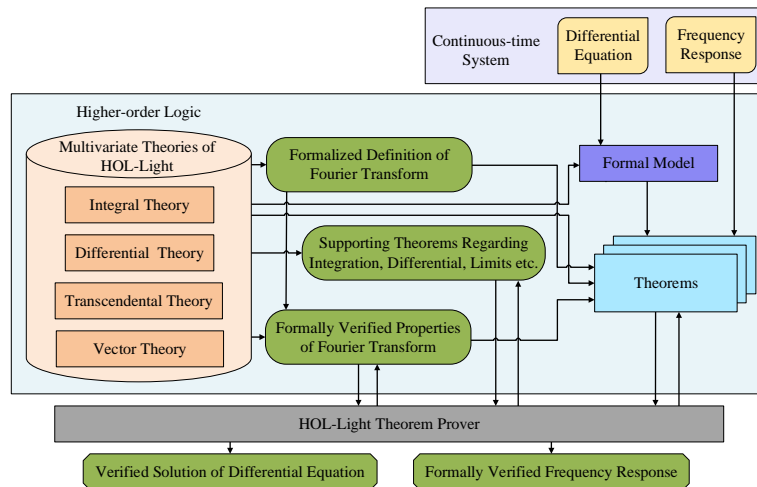 Continuous-time
System
Differential
Equation
Frequency
Response
Higher-order Logic
Multivariate Theories of
HOL-Light
Integral Theory
Differential Theory
Transcendental Theory
Vector Theory
Formalized Definition of
Fourier Transform
Supporting Theorems Regarding
Integration, Differential, Limits etc.
Formally Verified Properties
of Fourier Transform
Formal Model
Theorems
HOL-Light Theorem Prover
Verified Solution of Differential Equation
Formally Verified Frequency Response